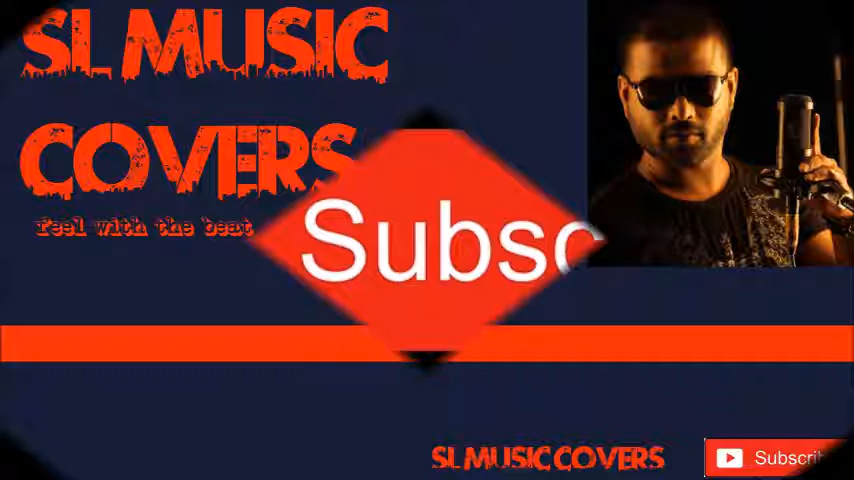 SL MUSIC
COVERS
feel with the beat
Subsc
SL MUSIC COVERS
Subscrib